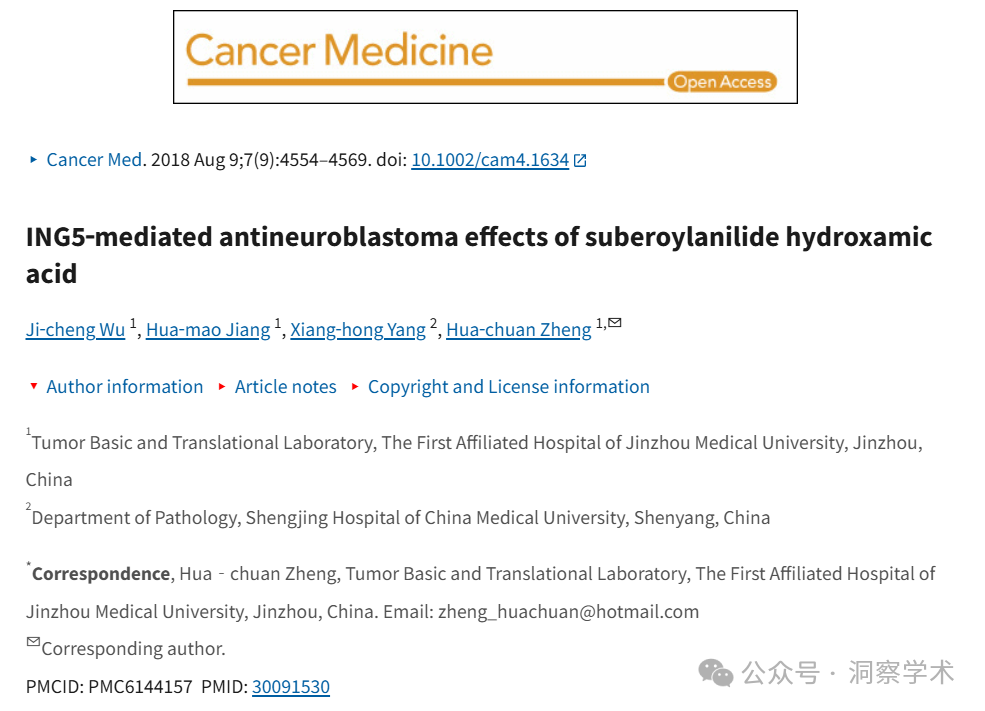 Cancer Medicine
Open Access
Cancer Med. 2018 Aug 9;7(9):4554–4569. doi: 10.1002/cam4.1634
ING5-mediated antineuroblastoma effects of suberoylanilide hydroxamic
acid
Ji-cheng Wu 1, Hua-mao Jiang 1, Xiang-hong Yang 2, Hua-chuan Zheng 1,✉
Author information Article notes Copyright and License information
1Tumor Basic and Translational Laboratory, The First Affiliated Hospital of Jinzhou Medical University, Jinzhou,
China
2Department of Pathology, Shengjing Hospital of China Medical University, Shenyang, China
*Correspondence, Hua‐chuan Zheng, Tumor Basic and Translational Laboratory, The First Affiliated Hospital of
Jinzhou Medical University, Jinzhou, China. Email: zheng_huachuan@hotmail.com
✉Corresponding author.
PMCID: PMC6144157 PMID: 30091530
公众号 · 洞察学术